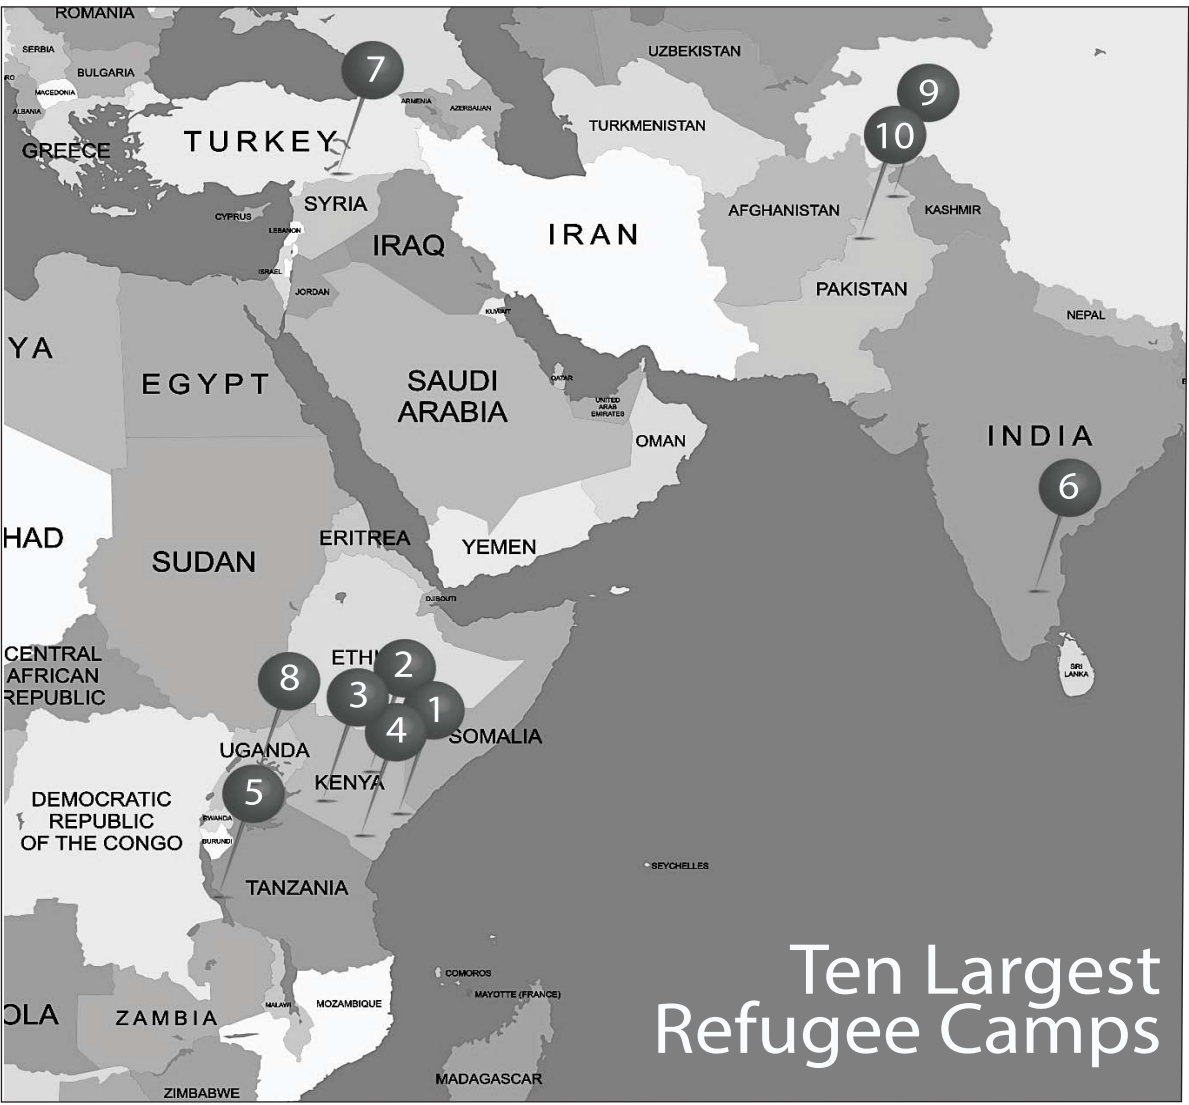 ROMANIA
SERBIA
BULGARIA
MACEDONIA
ALBANIA
GREECE
TURKEY
7
ARMENIA
AZERBAIJAN
UZBEKISTAN
TURKMENISTAN
9
10
CYPRUS
SYRIA
LEBANON
ISRAEL
JORDAN
IRAQ
IRAN
AFGHANISTAN
KASHMIR
PAKISTAN
NEPAL
KUWAIT
YA
EGYPT
SAUDI
ARABIA
QATAR
UNITED
ARAB
EMIRATES
OMAN
INDIA
6
HAD
SUDAN
ERITREA
YEMEN
DJIBOUTI
CENTRAL
AFRICAN
REPUBLIC
ETHI
8
2
3
1
4
SOMALIA
SRI
LANKA
UGANDA
KENYA
5
DEMOCRATIC
REPUBLIC
OF THE CONGO
RWANDA
BURUNDI
TANZANIA
SEYCHELLES
COMOROS
MAYOTTE (FRANCE)
OLA
ZAMBIA
MALAWI
MOZAMBIQUE
ZIMBABWE
MADAGASCAR
Ten Largest
Refugee Camps